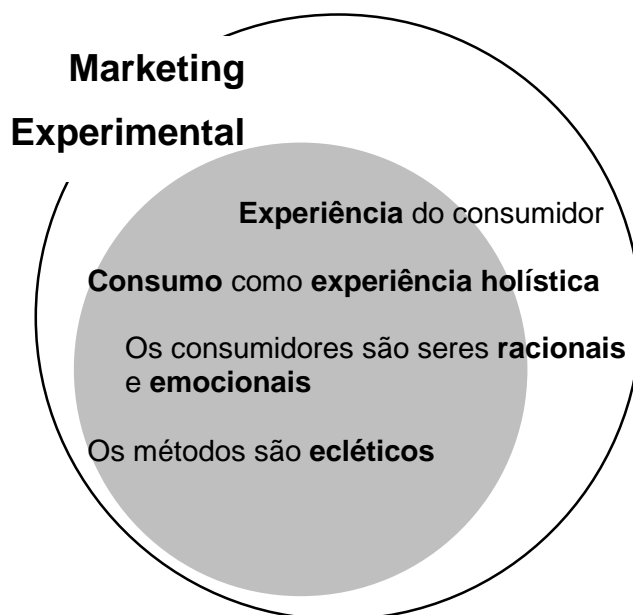 Marketing
Experimental
Experiência do consumidor
Consumo como experiência holística
Os consumidores são seres racionais
e emocionais
Os métodos são ecléticos